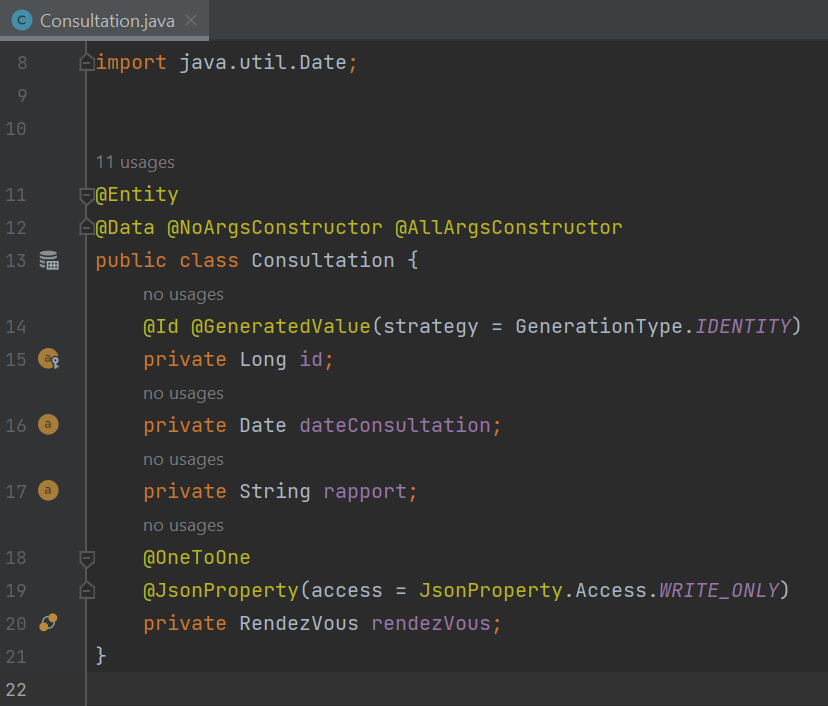 Consultation.java
8 import java.util.Date;
9
10
11 usages
11 @Entity
12 @Data @NoArgsConstructor @AllArgsConstructor
13 public class Consultation {
no usages
14 @Id @GeneratedValue(strategy = GenerationType.IDENTITY)
15 private Long id;
no usages
16 private Date dateConsultation;
no usages
17 private String rapport;
no usages
18 @OneToOne
19 @JsonProperty(access = JsonProperty.Access.WRITE_ONLY)
20 private RendezVous rendezVous;
21 }
22